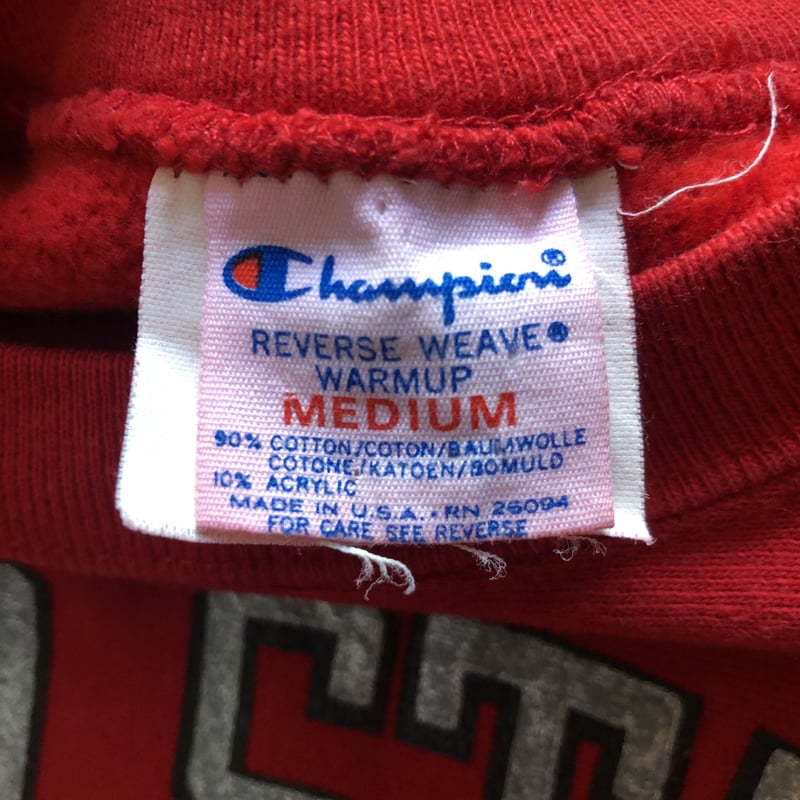 Champion®
REVERSE WEAVE®
WARMUP
MEDIUM
90% COTTON/COTON/BAUMWOLLE
COTONE/KATOEN/BOMULD
10% ACRYLIC
MADE IN U.S.A. · RN 26094
FOR CARE SEE REVERSE